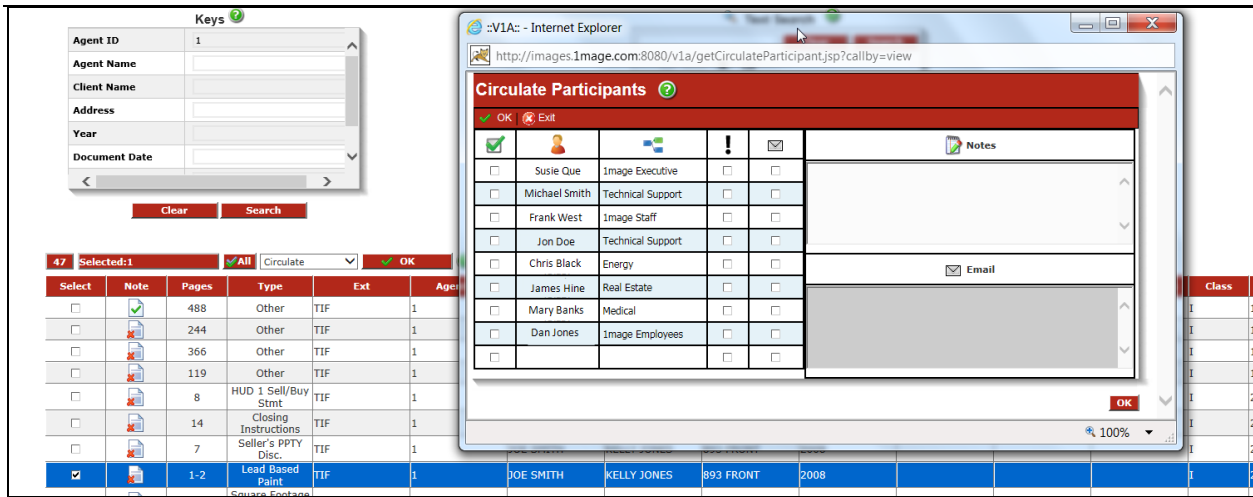 Keys
Agent ID 1
Agent Name
Client Name
Address
Year
Document Date
Clear Search
::V1A:: - Internet Explorer
http://images.1mage.com:8080/v1a/getCirculateParticipant.jsp?callby=view
Circulate Participants
OK Exit
Notes
Susie Que 1mage Executive
Michael Smith Technical Support
Frank West 1mage Staff
Jon Doe Technical Support
Chris Black Energy
Email
James Hine Real Estate
Mary Banks Medical
Dan Jones 1mage Employees
OK
100%
47 Selected:1 All Circulate OK
Select Note Pages Type Ext Class
488 Other TIF 1 I
244 Other TIF 1 I
366 Other TIF 1 I
119 Other TIF 1 I
8 HUD 1 Sell/Buy Stmt TIF 1 I
14 Closing Instructions TIF 1 I
7 Seller's PPTY Disc. TIF 1 I
1-2 Lead Based Paint TIF 1 JOE SMITH KELLY JONES 893 FRONT 2008 I
Square Footage